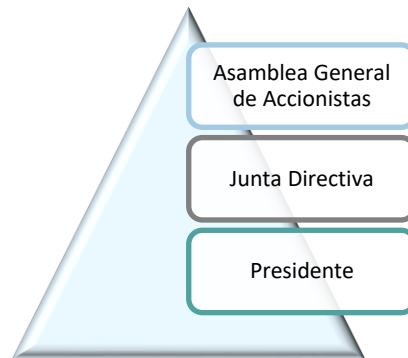 Asamblea General
de Accionistas
Junta Directiva
Presidente